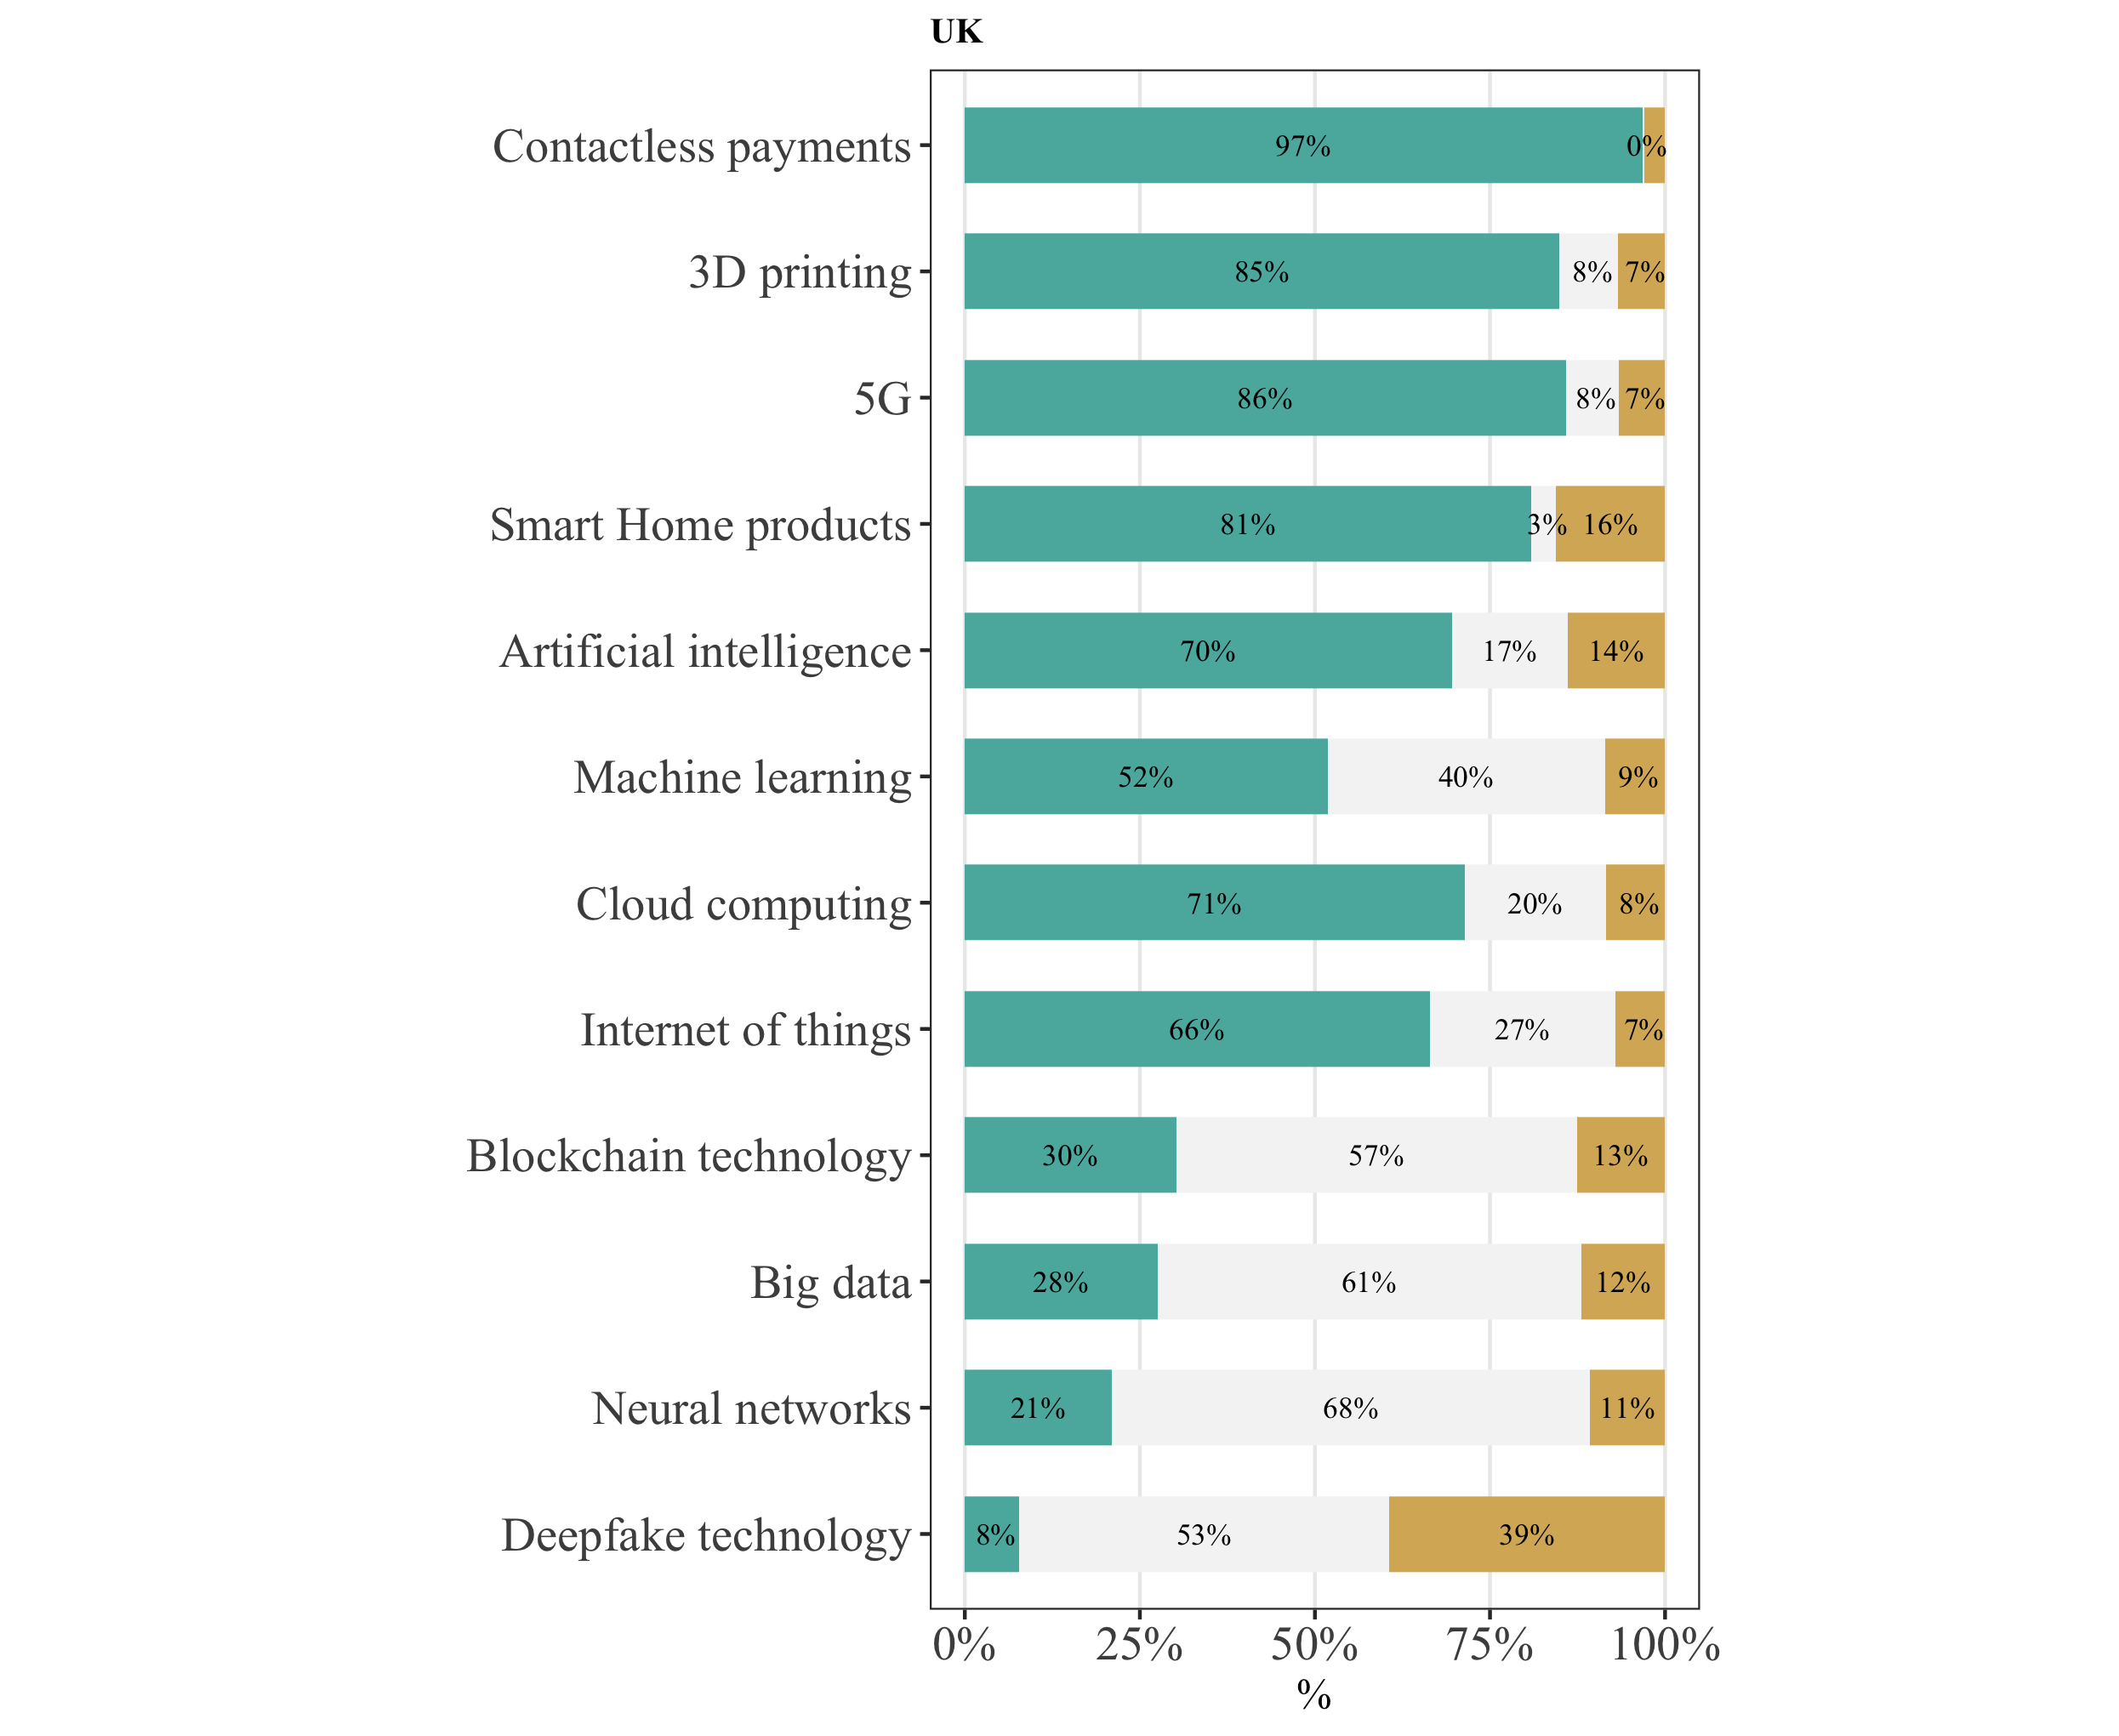 UK
Contactless payments 97% 0%
3D printing 85% 8% 7%
5G 86% 8% 7%
Smart Home products 81% 3% 16%
Artificial intelligence 70% 17% 14%
Machine learning 52% 40% 9%
Cloud computing 71% 20% 8%
Internet of things 66% 27% 7%
Blockchain technology 30% 57% 13%
Big data 28% 61% 12%
Neural networks 21% 68% 11%
Deepfake technology 8% 53% 39%
0% 25% 50% 75% 100%
%